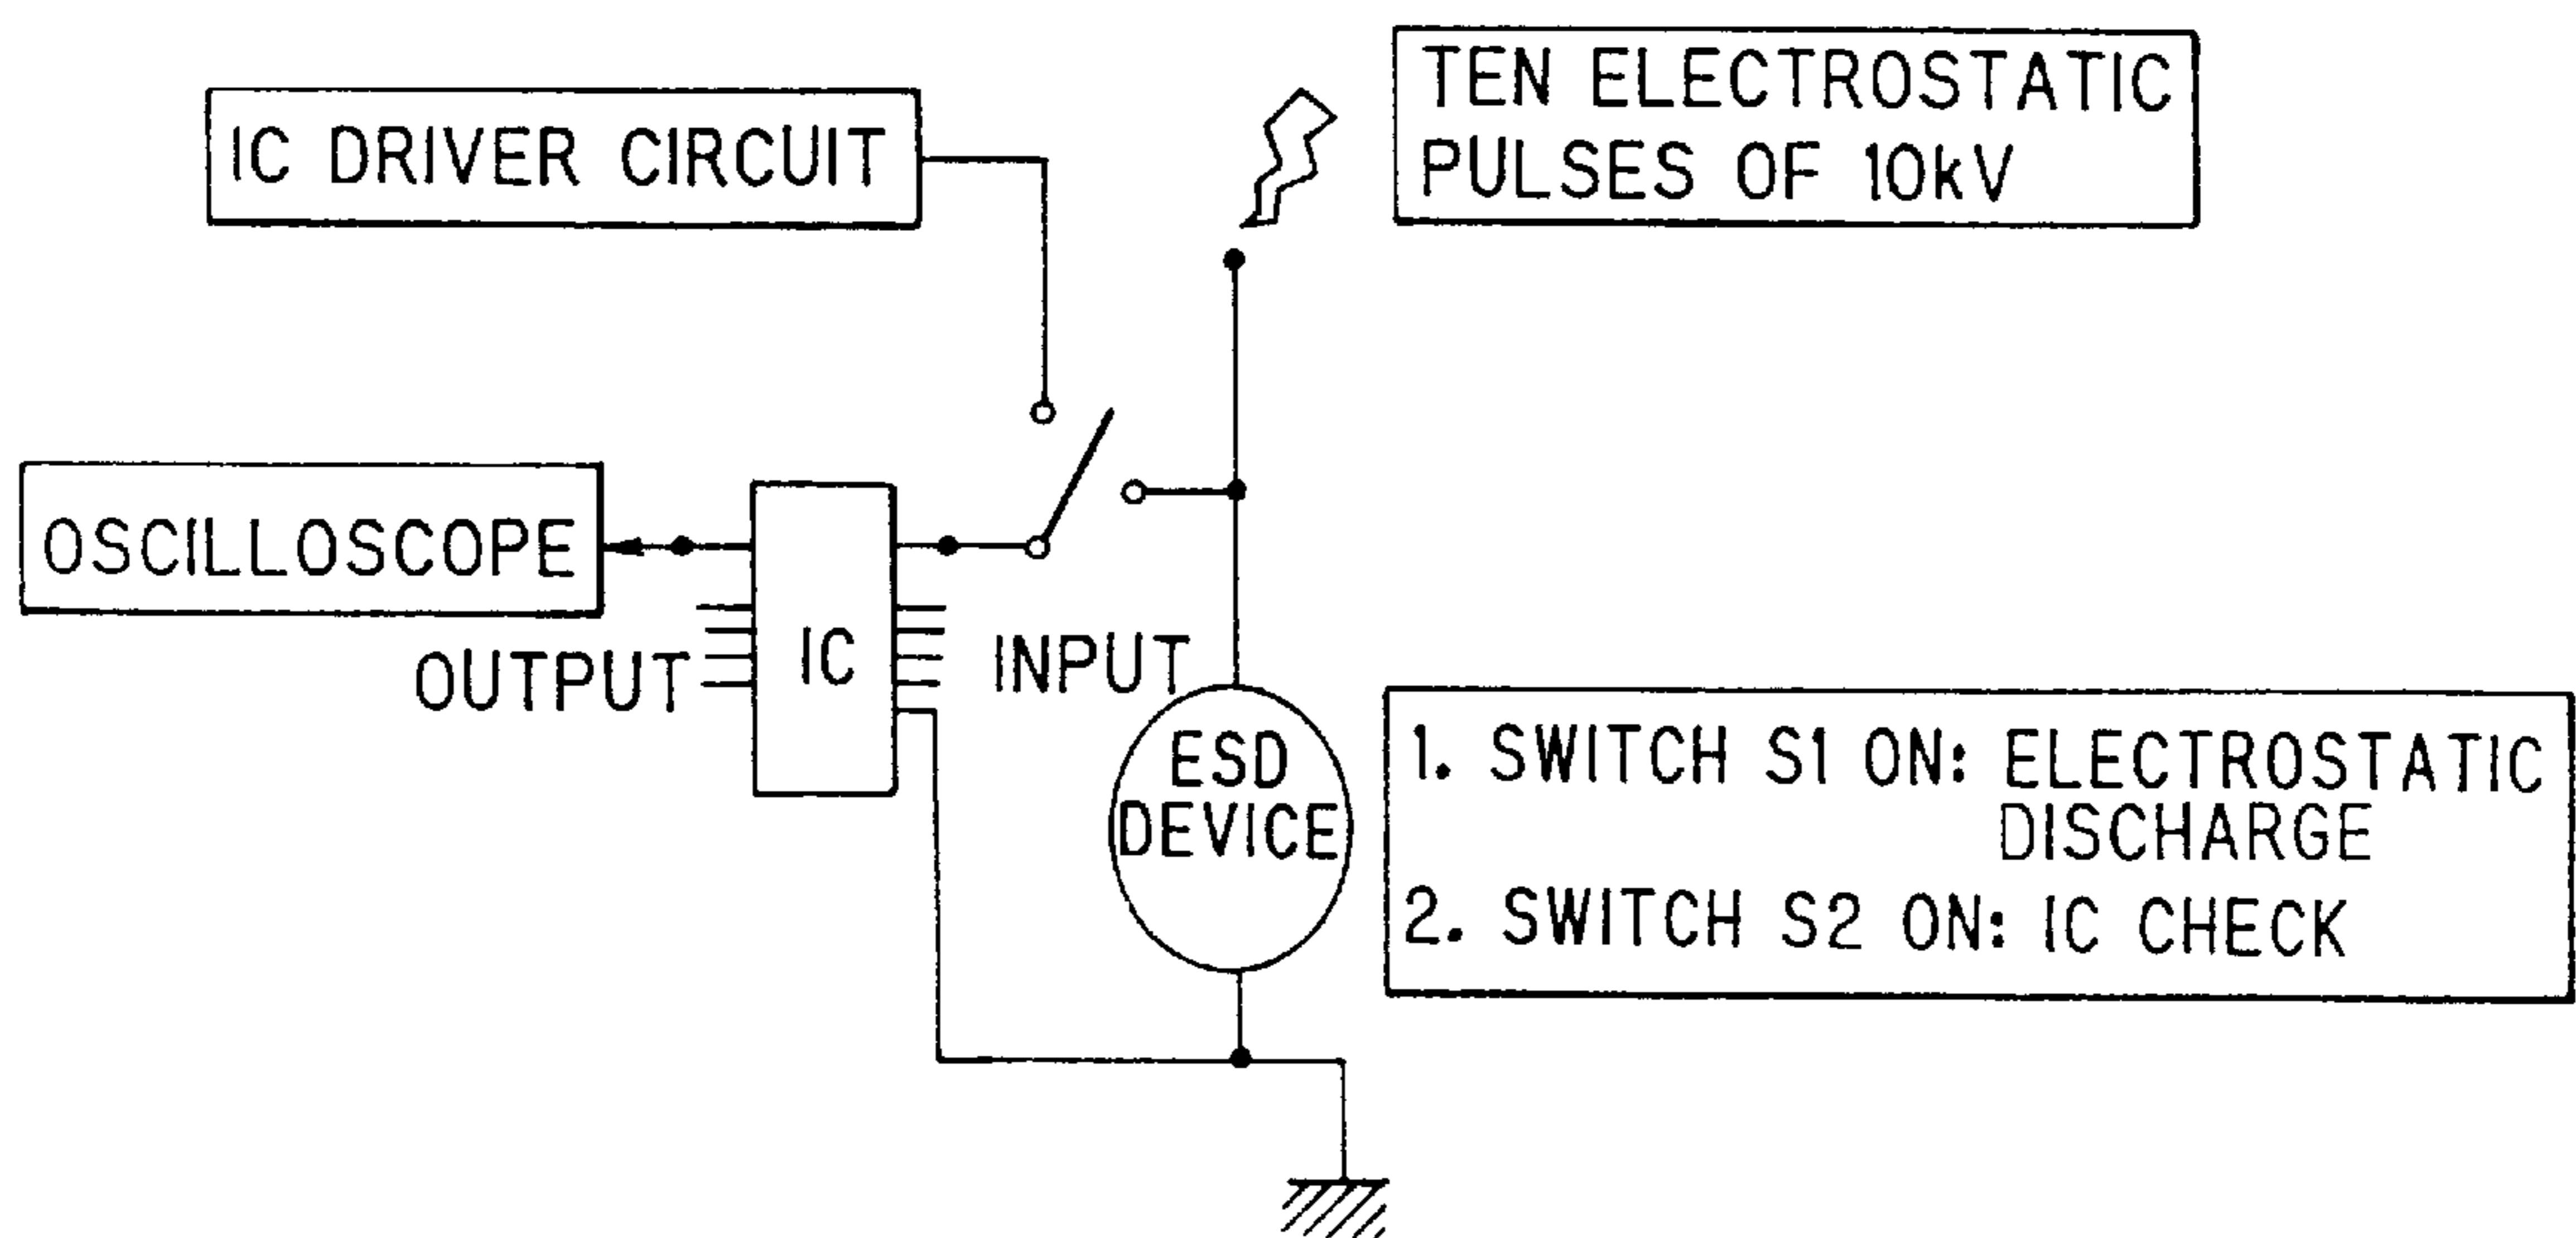 TEN ELECTROSTATIC
PULSES OF 10kV
IC DRIVER CIRCUIT
OSCILLOSCOPE
IC
OUTPUT
INPUT
ESD
DEVICE
1. SWITCH S1 ON: ELECTROSTATIC
DISCHARGE
2. SWITCH S2 ON: IC CHECK